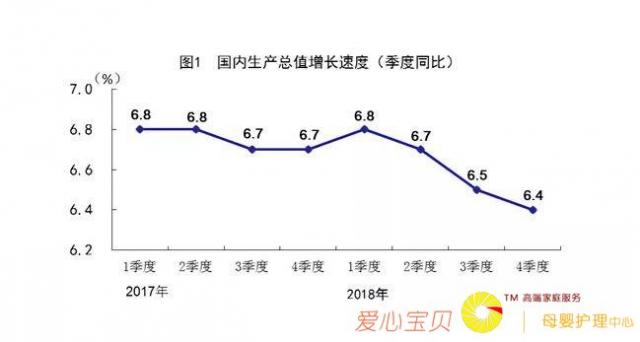 图1 国内生产总值增长速度（季度同比）
（%）
7.0
6.8
6.6
6.4
6.2
6.8 6.8 6.7 6.7 6.8 6.7 6.5 6.4
1季度 2季度 3季度 4季度 1季度 2季度 3季度 4季度
2017年 2018年
爱心宝贝
TM 高端家庭服务
母婴护理中心